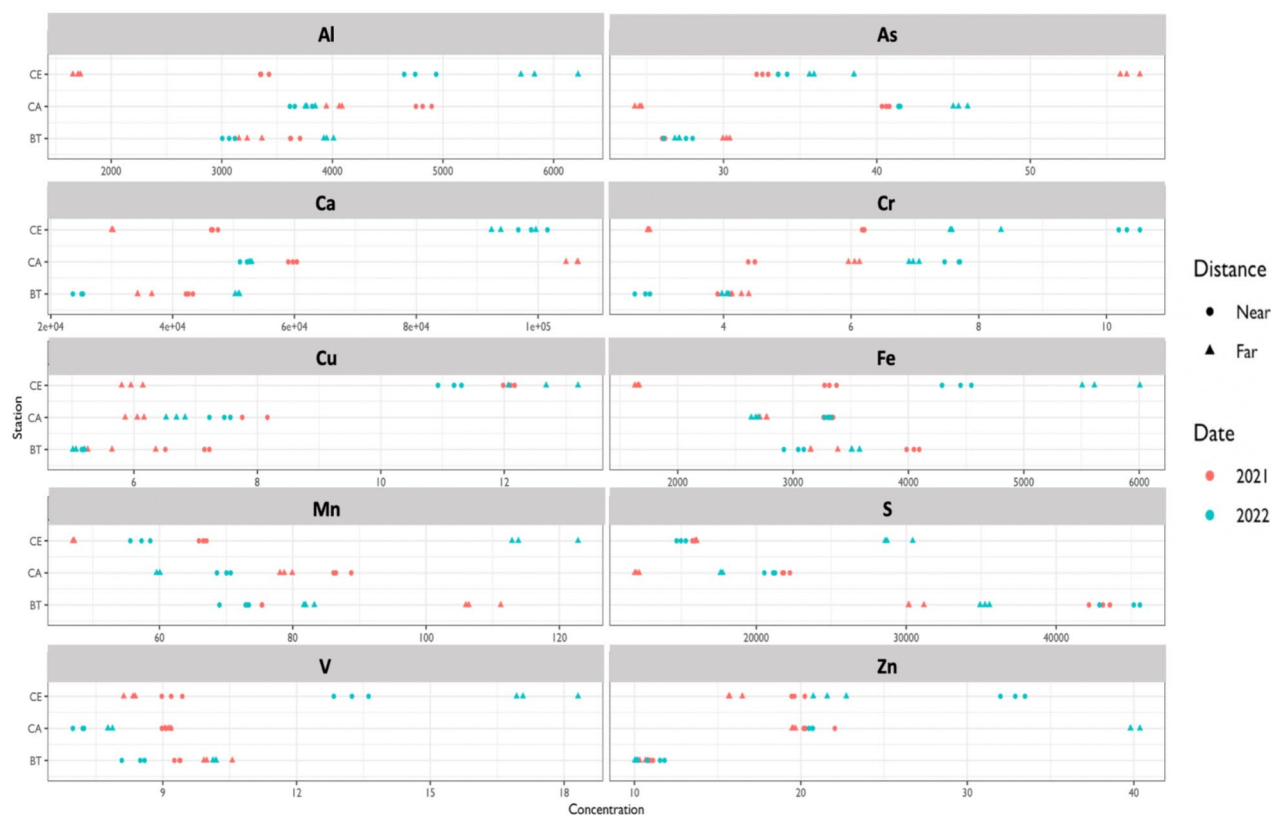 Al As
CE
CA
BT
2000 3000 4000 5000 6000 30 40 50
Ca Cr
CE
CA
BT
2e+04 4e+04 6e+04 8e+04 1e+05 4 6 8 10
Cu Fe
CE
CA
BT
6 8 10 12 2000 3000 4000 5000 6000
Mn S
CE
CA
BT
60 80 100 120 20000 30000 40000
V Zn
CE
CA
BT
9 12 15 18 10 20 30 40
Station
Concentration
Distance
Near
Far
Date
2021
2022